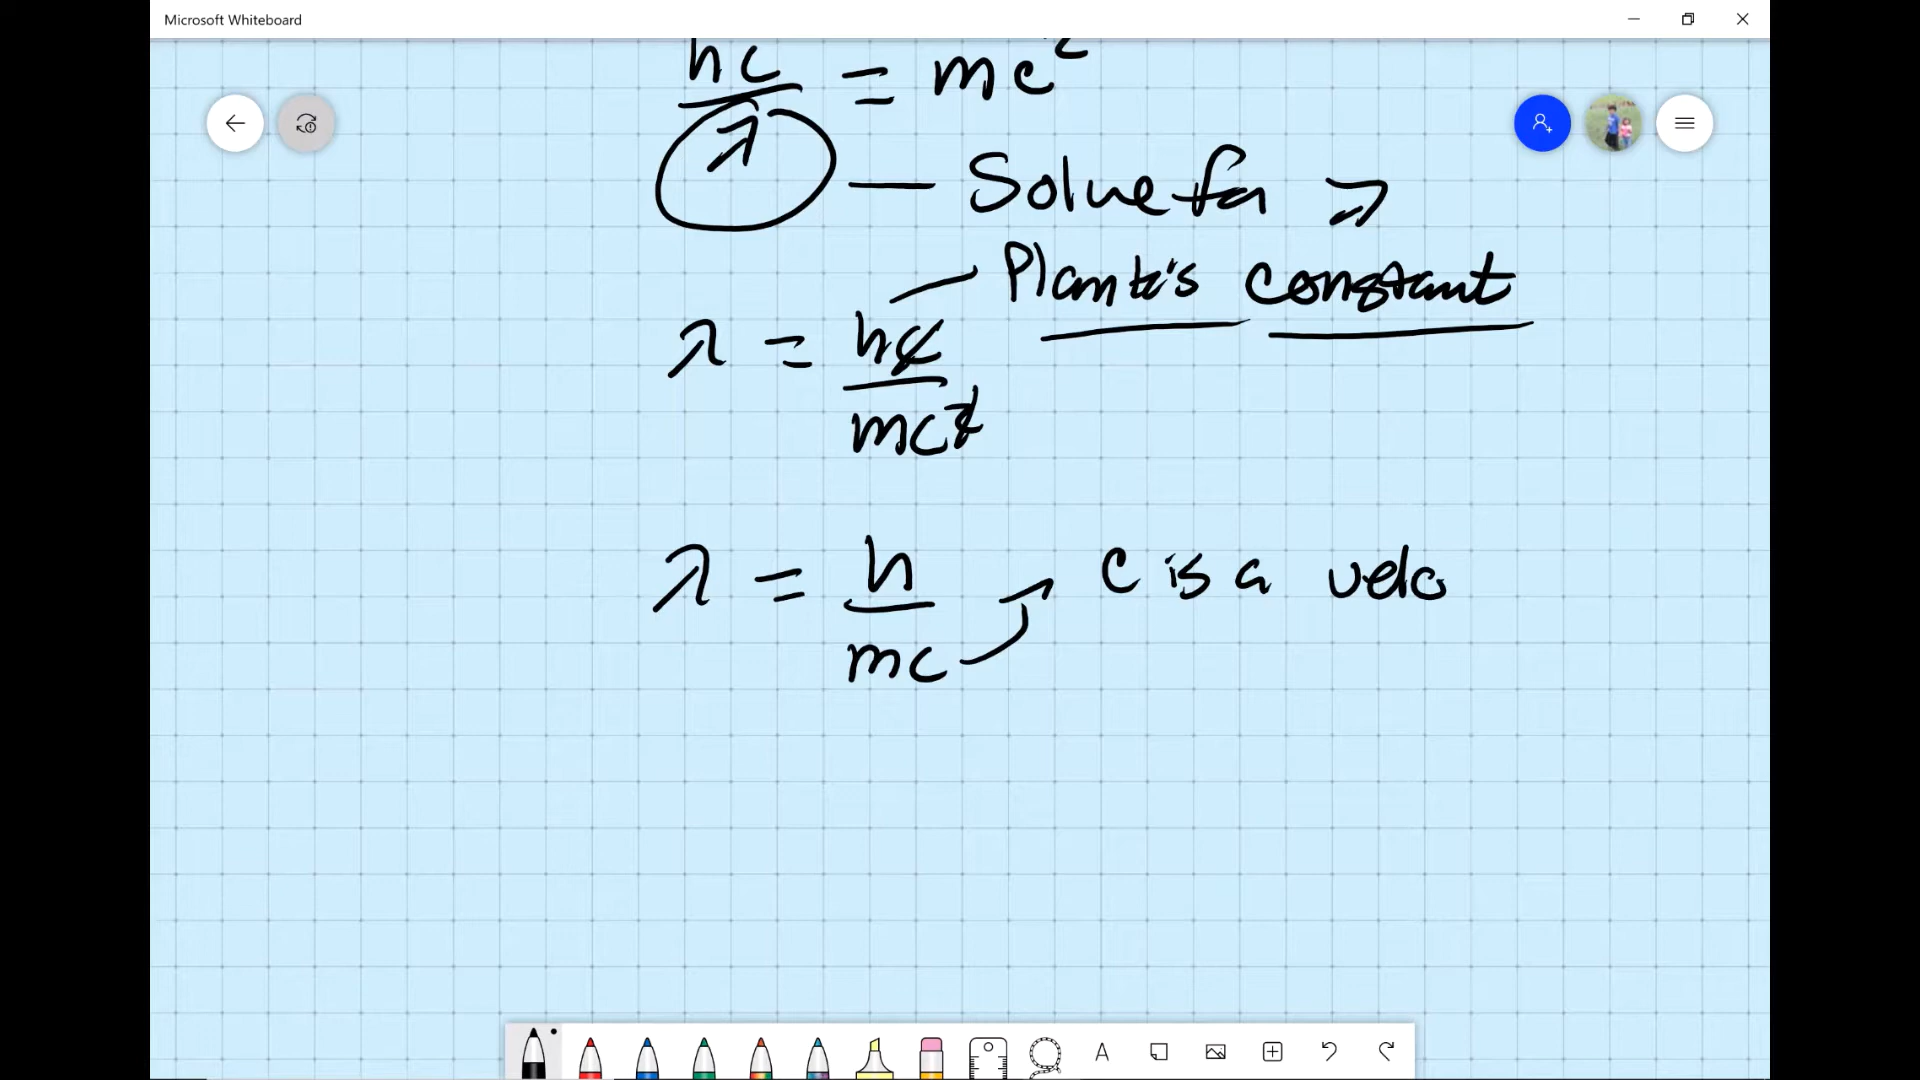 Microsoft Whiteboard
hc/λ = mc²
— Solve for λ
Plank's constant
λ = hc/mc²
λ = h/mc c is a velo
A